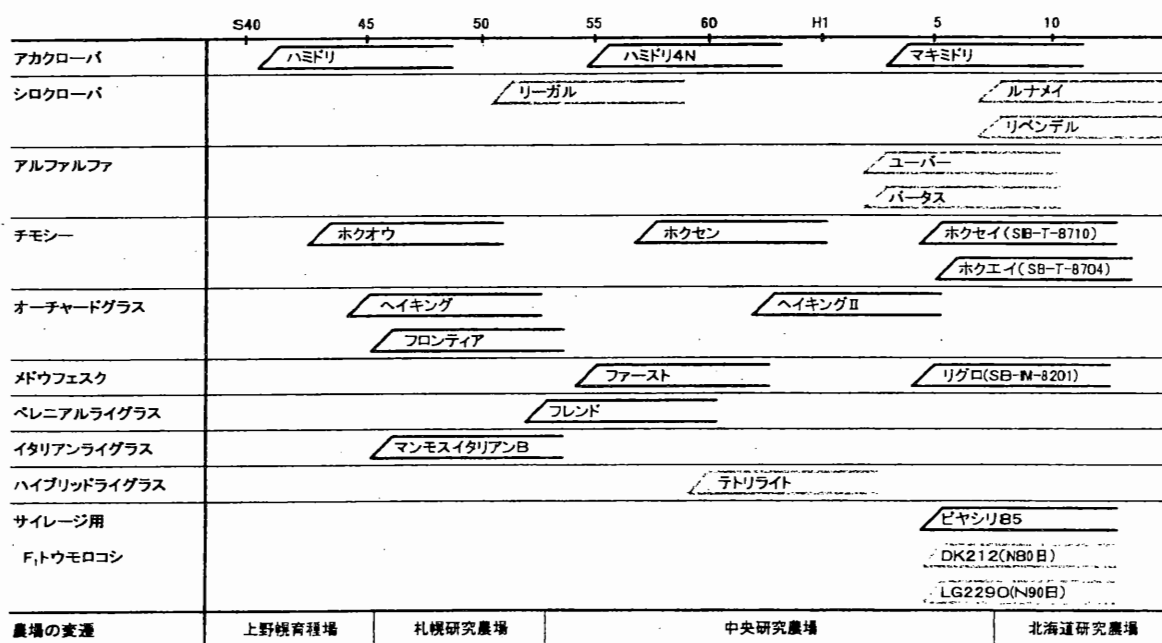 S40 45 50 55 60 H1 5 10
アカクローバ ハミドリ ハミドリ4N マキミドリ
シロクローバ リーガル ルナメイ
リベンデル
アルファルファ ユーバー
バータス
チモシー ホクオウ ホクセン ホクセイ(SB-T-8710)
ホクエイ(SB-T-8704)
オーチャードグラス ヘイキング ヘイキングⅡ
フロンティア
メドウフェスク ファースト リグロ(SB-M-8201)
ペレニアルライグラス フレンド
イタリアンライグラス マンモスイタリアンB
ハイブリッドライグラス テトリライト
サイレージ用 ピヤシリ85
F₁トウモロコシ DK212(N80日)
LG2290(N90日)
農場の変遷 上野幌育種場 札幌研究農場 中央研究農場 北海道研究農場